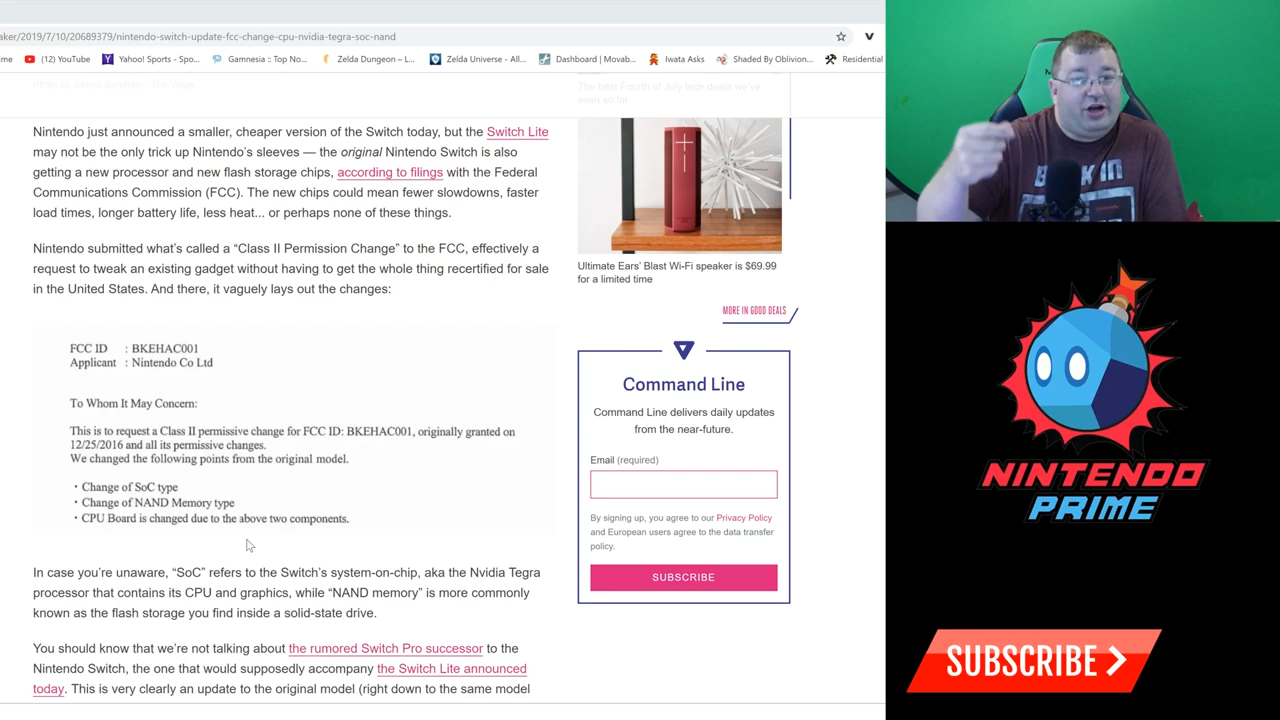 aker/2019/7/10/20689379/nintendo-switch-update-fcc-change-cpu-nvidia-tegra-soc-nand
me
(12) YouTube
Yahoo! Sports - Spo...
Gamnesia :: Top No...
Zelda Dungeon – L...
Zelda Universe - All...
Dashboard | Movab...
Iwata Asks
Shaded By Oblivion...
Residential
The best Fourth of July tech deals we've
seen so far
Nintendo just announced a smaller, cheaper version of the Switch today, but the Switch Lite
may not be the only trick up Nintendo's sleeves — the original Nintendo Switch is also
getting a new processor and new flash storage chips, according to filings with the Federal
Communications Commission (FCC). The new chips could mean fewer slowdowns, faster
load times, longer battery life, less heat... or perhaps none of these things.
Nintendo submitted what's called a “Class II Permission Change” to the FCC, effectively a
request to tweak an existing gadget without having to get the whole thing recertified for sale
in the United States. And there, it vaguely lays out the changes:
FCC ID : BKEHAC001
Applicant : Nintendo Co Ltd
To Whom It May Concern:
This is to request a Class II permissive change for FCC ID: BKEHAC001, originally granted on
12/25/2016 and all its permissive changes.
We changed the following points from the original model.
・Change of SoC type
・Change of NAND Memory type
・CPU Board is changed due to the above two components.
In case you're unaware, “SoC” refers to the Switch's system-on-chip, aka the Nvidia Tegra
processor that contains its CPU and graphics, while “NAND memory” is more commonly
known as the flash storage you find inside a solid-state drive.
You should know that we're not talking about the rumored Switch Pro successor to the
Nintendo Switch, the one that would supposedly accompany the Switch Lite announced
today. This is very clearly an update to the original model (right down to the same model
Ultimate Ears' Blast Wi-Fi speaker is $69.99
for a limited time
MORE IN GOOD DEALS
Command Line
Command Line delivers daily updates
from the near-future.
Email (required)
By signing up, you agree to our Privacy Policy
and European users agree to the data transfer
policy.
SUBSCRIBE
NINTENDO
PRIME
SUBSCRIBE